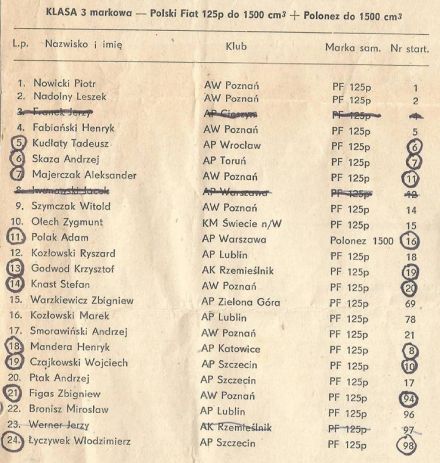 KLASA 3 markowa — Polski Fiat 125p do 1500 cm³ + Polonez do 1500 cm³
L.p. Nazwisko i imię Klub Marka sam. Nr start.
1. Nowicki Piotr AW Poznań PF 125p 1
2. Nadolny Leszek AW Poznań PF 125p 2
3. Franek Jerzy AP Cieszyn PF 125p 4
4. Fabiański Henryk AW Poznań PF 125p 5
5 Kudłaty Tadeusz AP Wrocław PF 125p 6
6 Skaza Andrzej AP Toruń PF 125p 7
7 Majerczak Aleksander AW Poznań PF 125p 11
8. Iwanowski Jacek AP Warszawa PF 125p 12
9. Szymczak Witold AW Poznań PF 125p 14
10. Olech Zygmunt KM Świecie n/W PF 125p 15
11 Polak Adam AP Warszawa Polonez 1500 16
12. Kozłowski Ryszard AP Lublin PF 125p 18
13 Godwod Krzysztof AK Rzemieślnik PF 125p 19
14 Knast Stefan AW Poznań PF 125p 20
15. Warzkiewicz Zbigniew AP Zielona Góra PF 125p 69
16. Kozłowski Marek AP Lublin PF 125p 78
17. Smorawiński Andrzej AW Poznań PF 125p 21
18. Mandera Henryk AP Katowice PF 125p 8
19 Czajkowski Wojciech AP Szczecin PF 125p 10
20. Ptak Andrzej AP Szczecin PF 125p 17
21 Figas Zbigniew AW Poznań PF 125p 94
22. Bronisz Mirosław AP Lublin PF 125p 96
23. Werner Jerzy AK Rzemieślnik PF 125p 97
24. Łyczywek Włodzimierz AP Szczecin PF 125p 98